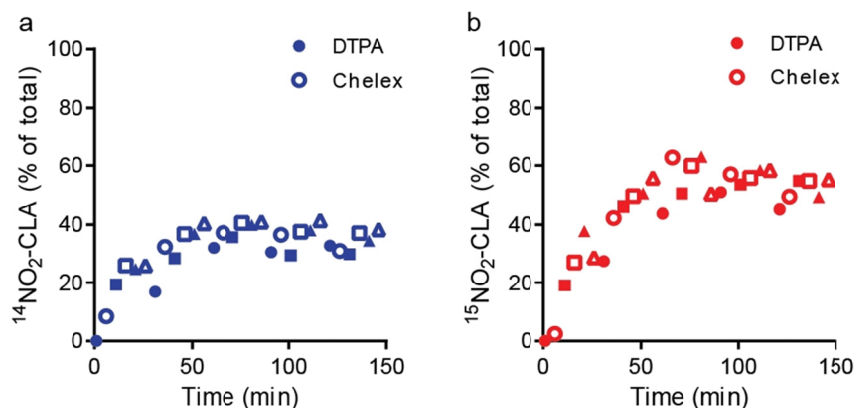 a
100
80
60
40
20
0
¹⁴NO₂-CLA (% of total)
DTPA
Chelex
0 50 100 150
Time (min)
b
100
80
60
40
20
0
¹⁵NO₂-CLA (% of total)
DTPA
Chelex
0 50 100 150
Time (min)